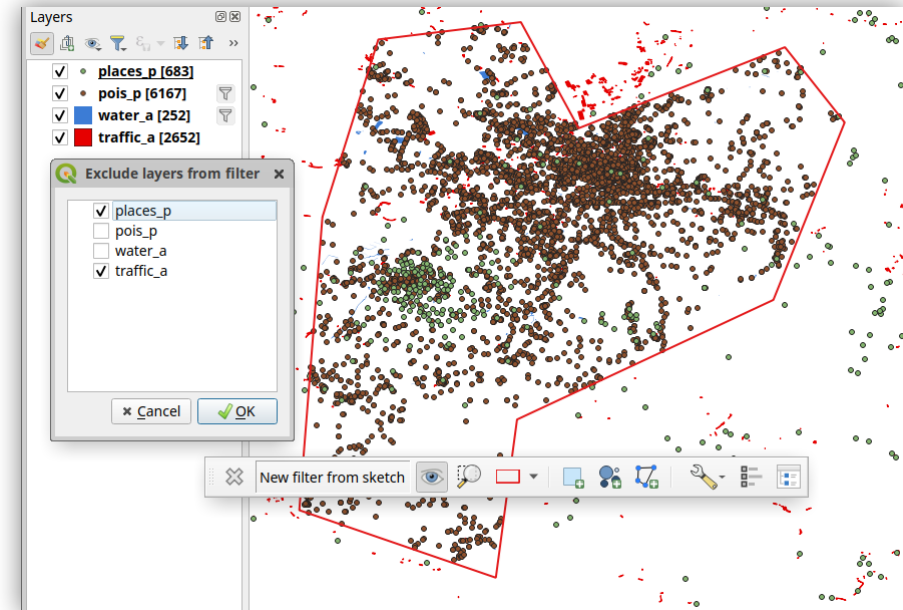 Layers
»
places_p [683]
pois_p [6167]
water_a [252]
traffic_a [2652]
Exclude layers from filter
places_p
pois_p
water_a
traffic_a
Cancel
OK
New filter from sketch